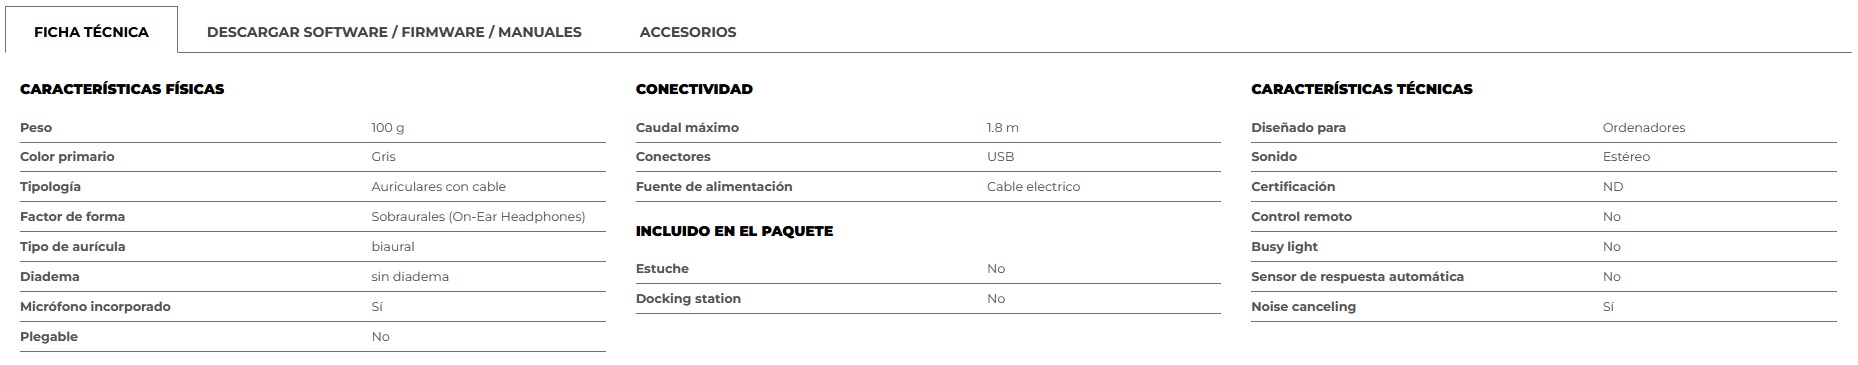 FICHA TÉCNICA DESCARGAR SOFTWARE / FIRMWARE / MANUALES ACCESORIOS
CARACTERÍSTICAS FÍSICAS
Peso 100 g
Color primario Gris
Tipología Auriculares con cable
Factor de forma Sobraurales (On-Ear Headphones)
Tipo de aurícula biaural
Diadema sin diadema
Micrófono incorporado Sí
Plegable No
CONECTIVIDAD
Caudal máximo 1.8 m
Conectores USB
Fuente de alimentación Cable electrico
INCLUIDO EN EL PAQUETE
Estuche No
Docking station No
CARACTERÍSTICAS TÉCNICAS
Diseñado para Ordenadores
Sonido Estéreo
Certificación ND
Control remoto No
Busy light No
Sensor de respuesta automática No
Noise canceling Sí